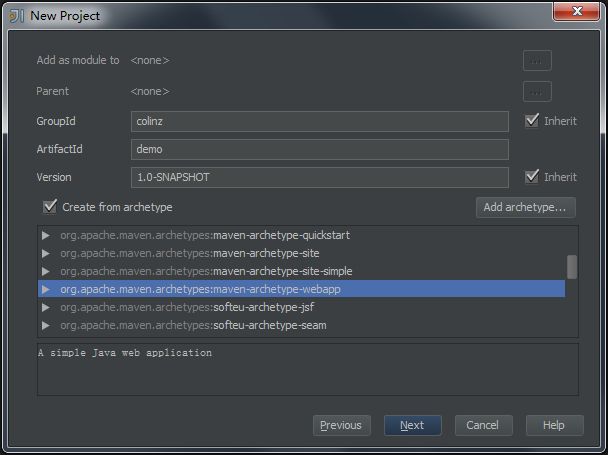 New Project
Add as module to <none> ...
Parent <none> ...
GroupId colinz Inherit
ArtifactId demo
Version 1.0-SNAPSHOT Inherit
Create from archetype Add archetype...
org.apache.maven.archetypes:maven-archetype-quickstart
org.apache.maven.archetypes:maven-archetype-site
org.apache.maven.archetypes:maven-archetype-site-simple
org.apache.maven.archetypes:maven-archetype-webapp
org.apache.maven.archetypes:softeu-archetype-jsf
org.apache.maven.archetypes:softeu-archetype-seam
A simple Java web application
Previous Next Cancel Help